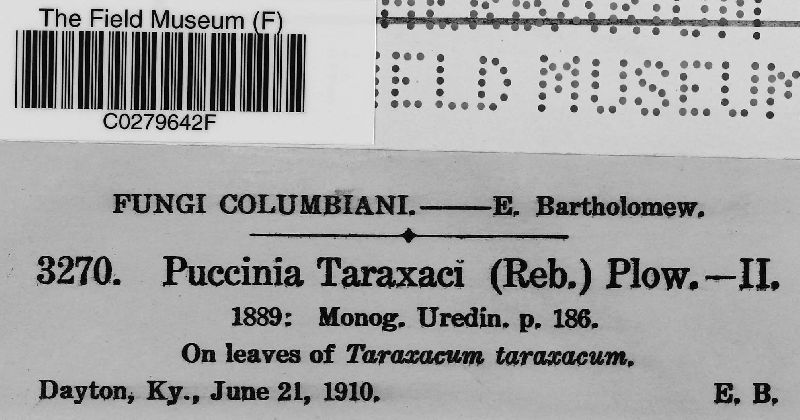 The Field Museum (F)
C0279642F
ELD MUSEUM
FUNGI COLUMBIANI.——E. Bartholomew.
3270. Puccinia Taraxaci (Reb.) Plow.—II.
1889: Monog. Uredin. p. 186.
On leaves of Taraxacum taraxacum.
Dayton, Ky., June 21, 1910. E. B.